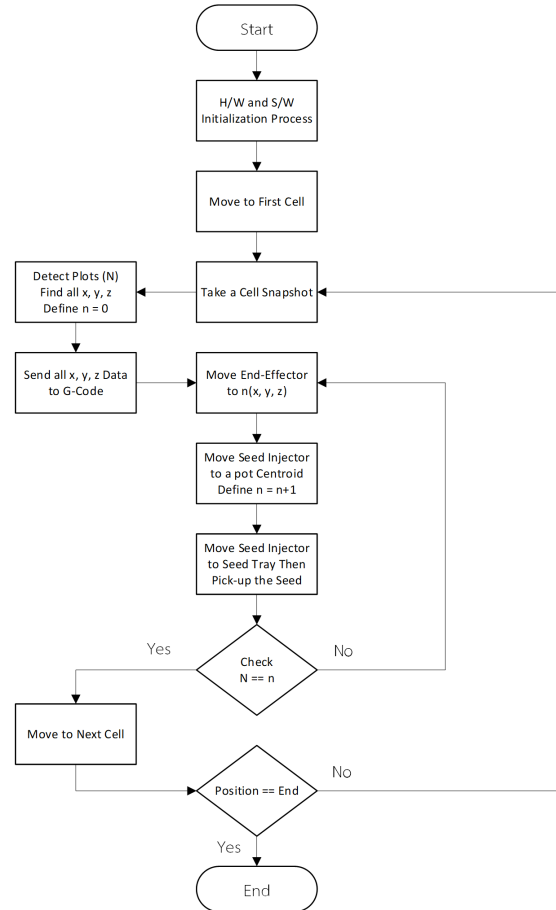 Start
H/W and S/W
Initialization Process
Move to First Cell
Take a Cell Snapshot
Detect Plots (N)
Find all x, y, z
Define n = 0
Send all x, y, z Data
to G-Code
Move End-Effector
to n(x, y, z)
Move Seed Injector
to a pot Centroid
Define n = n+1
Move Seed Injector
to Seed Tray Then
Pick-up the Seed
Check
N == n
Yes
No
Move to Next Cell
Position == End
No
Yes
End